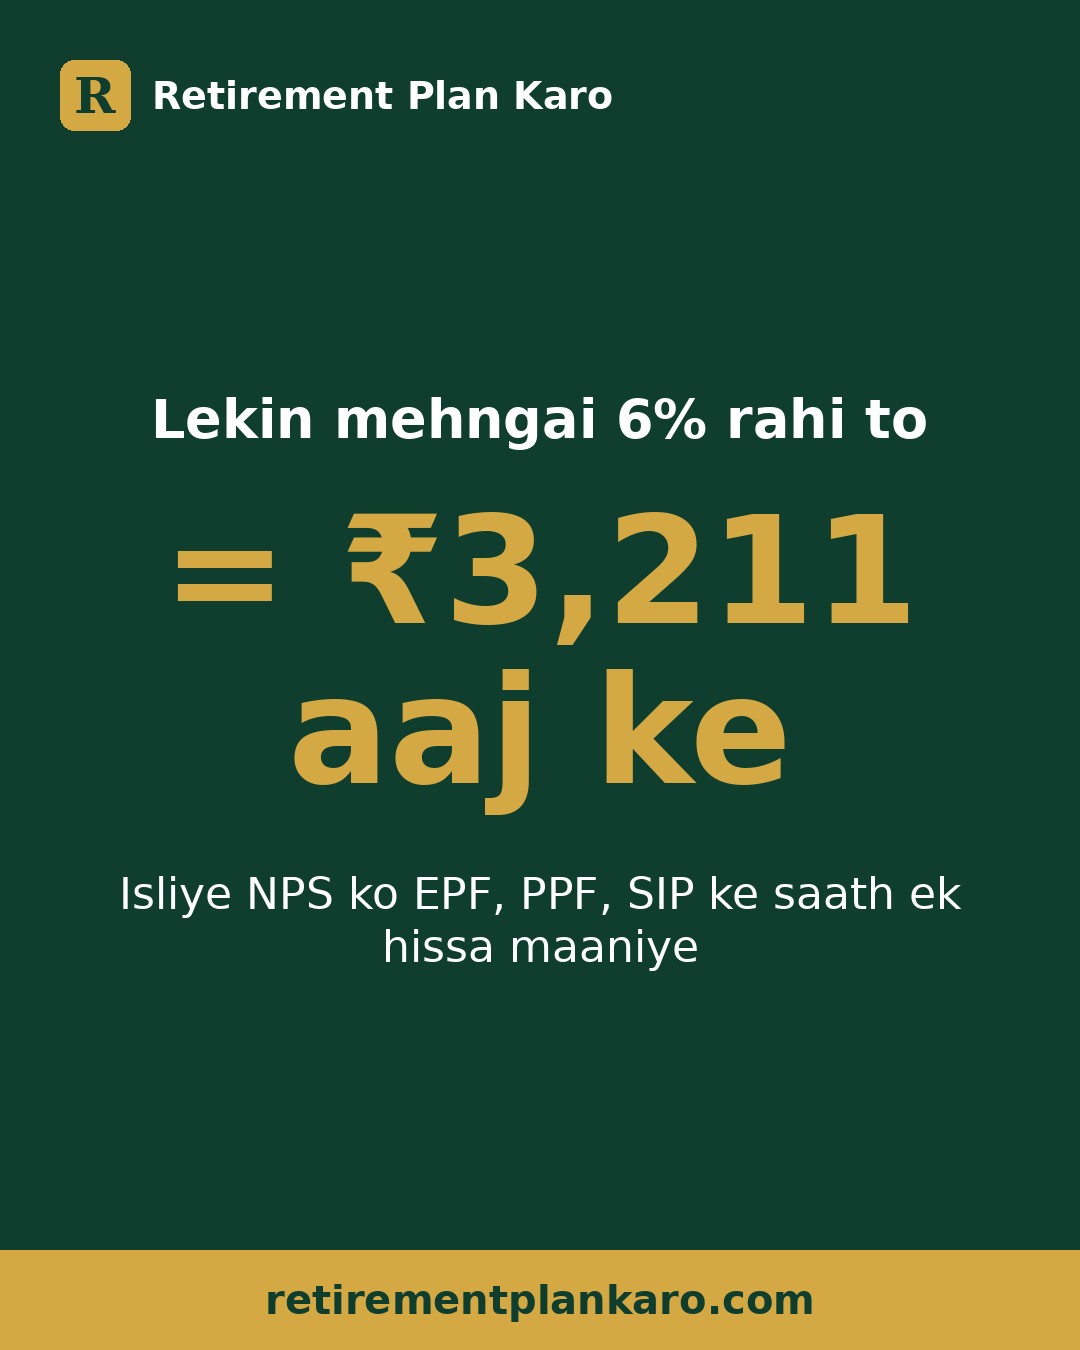 R
Retirement Plan Karo
Lekin mehngai 6% rahi to
= ₹3,211
aaj ke
Isliye NPS ko EPF, PPF, SIP ke saath ek
hissa maaniye
retirementplankaro.com